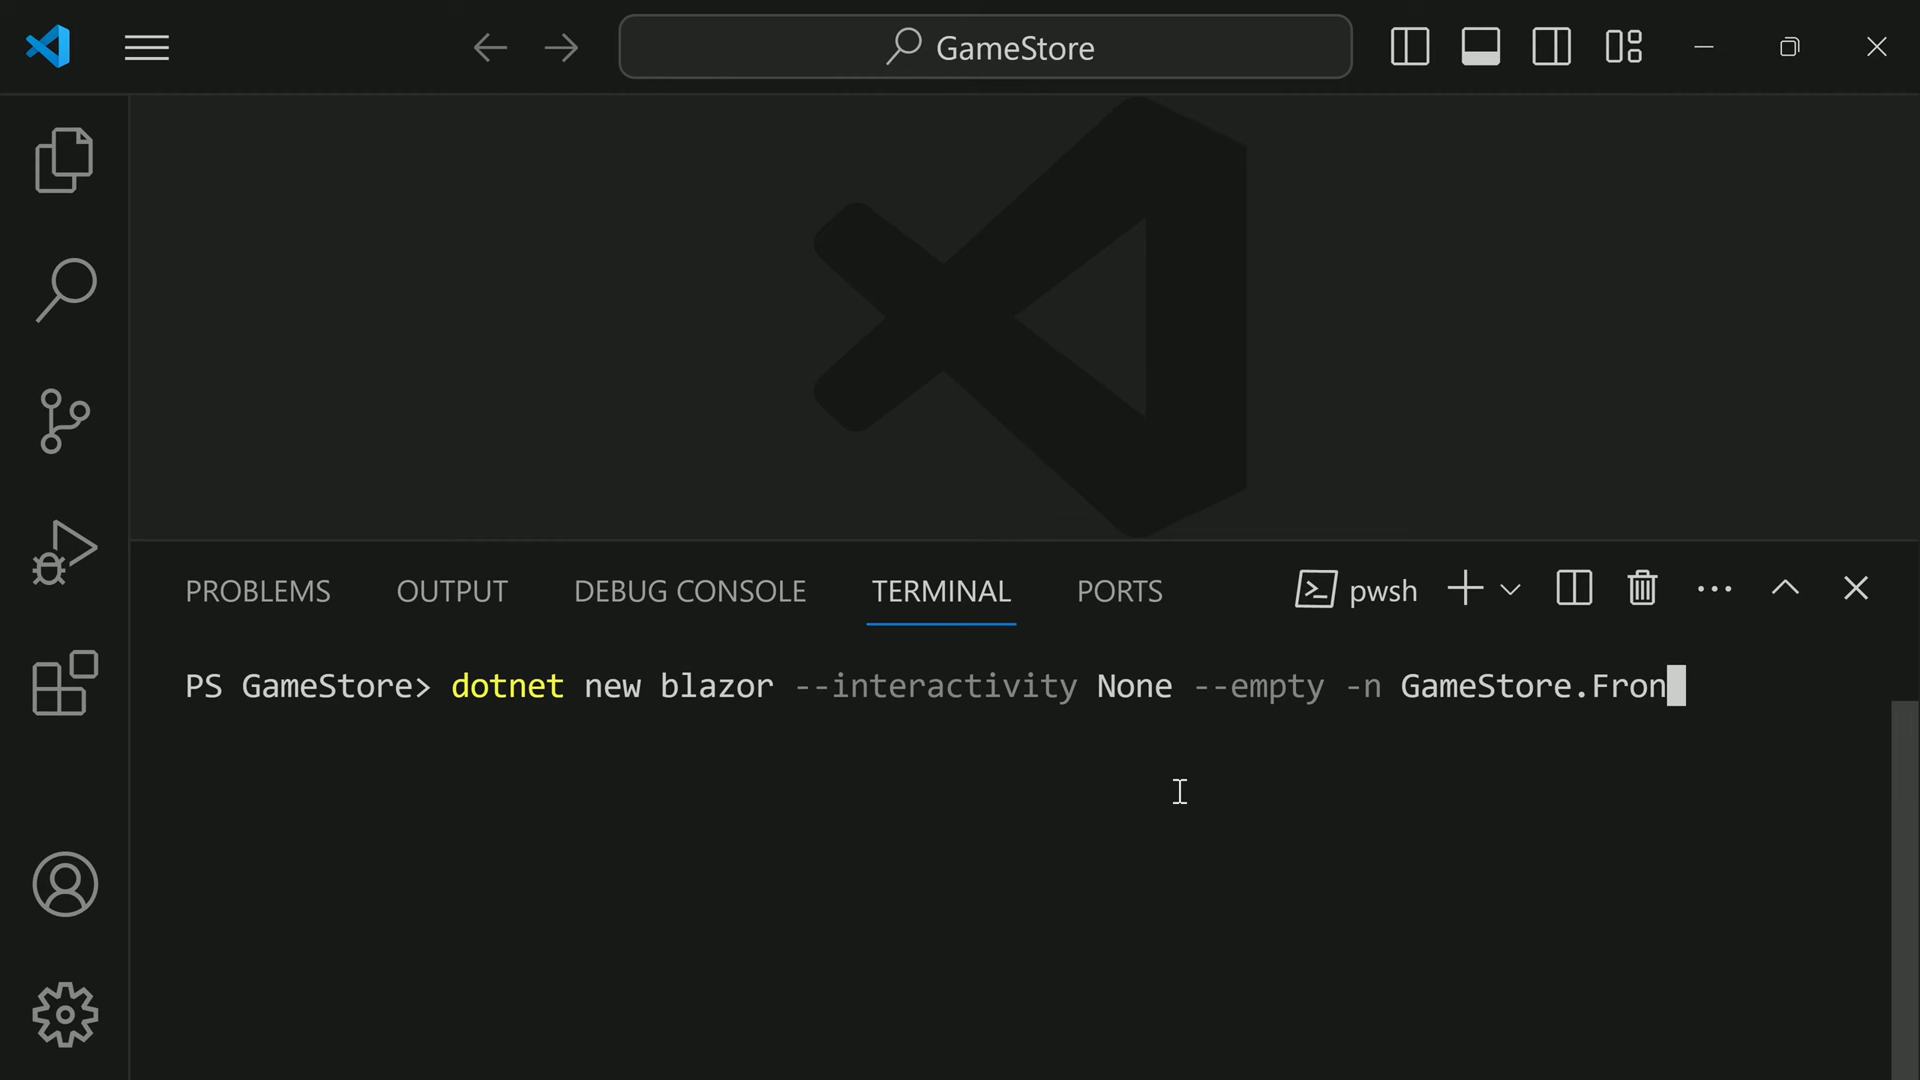 GameStore
PROBLEMS OUTPUT DEBUG CONSOLE TERMINAL PORTS pwsh
PS GameStore> dotnet new blazor --interactivity None --empty -n GameStore.Fron